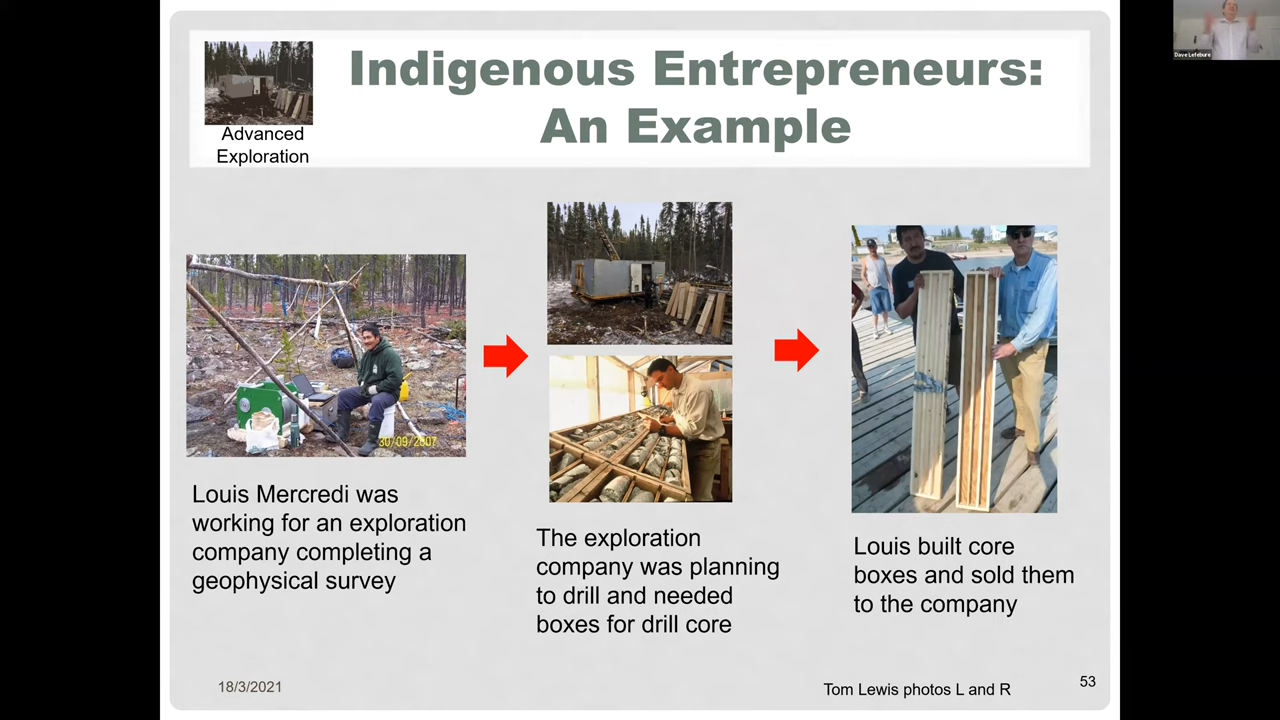 Indigenous Entrepreneurs:
An Example
Advanced
Exploration
30/09/2007
Louis Mercredi was
working for an exploration
company completing a
geophysical survey
The exploration
company was planning
to drill and needed
boxes for drill core
Louis built core
boxes and sold them
to the company
18/3/2021
Tom Lewis photos L and R
53
Dave Lefebure